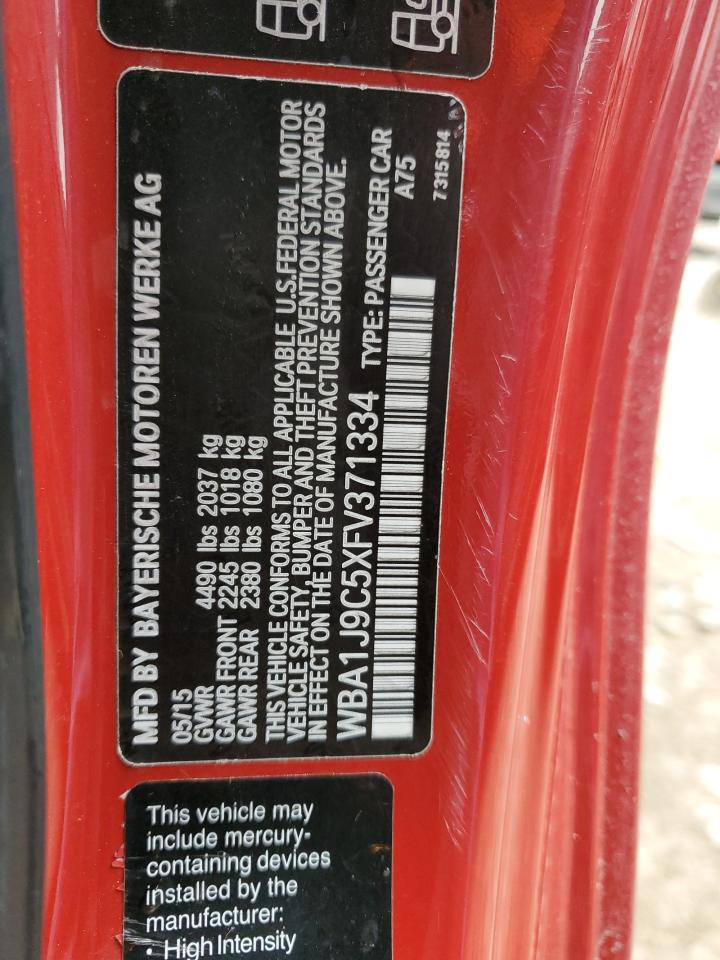 MFD BY BAYERISCHE MOTOREN WERKE AG
05/15
GVWR 4490 lbs 2037 kg
GAWR FRONT 2245 lbs 1018 kg
GAWR REAR 2380 lbs 1080 kg
THIS VEHICLE CONFORMS TO ALL APPLICABLE U.S.FEDERAL MOTOR
VEHICLE SAFETY, BUMPER AND THEFT PREVENTION STANDARDS
IN EFFECT ON THE DATE OF MANUFACTURE SHOWN ABOVE.
WBA1J9C5XFV371334 TYPE: PASSENGER CAR
A75
7315814
This vehicle may
include mercury-
containing devices
installed by the
manufacturer:
• High Intensity